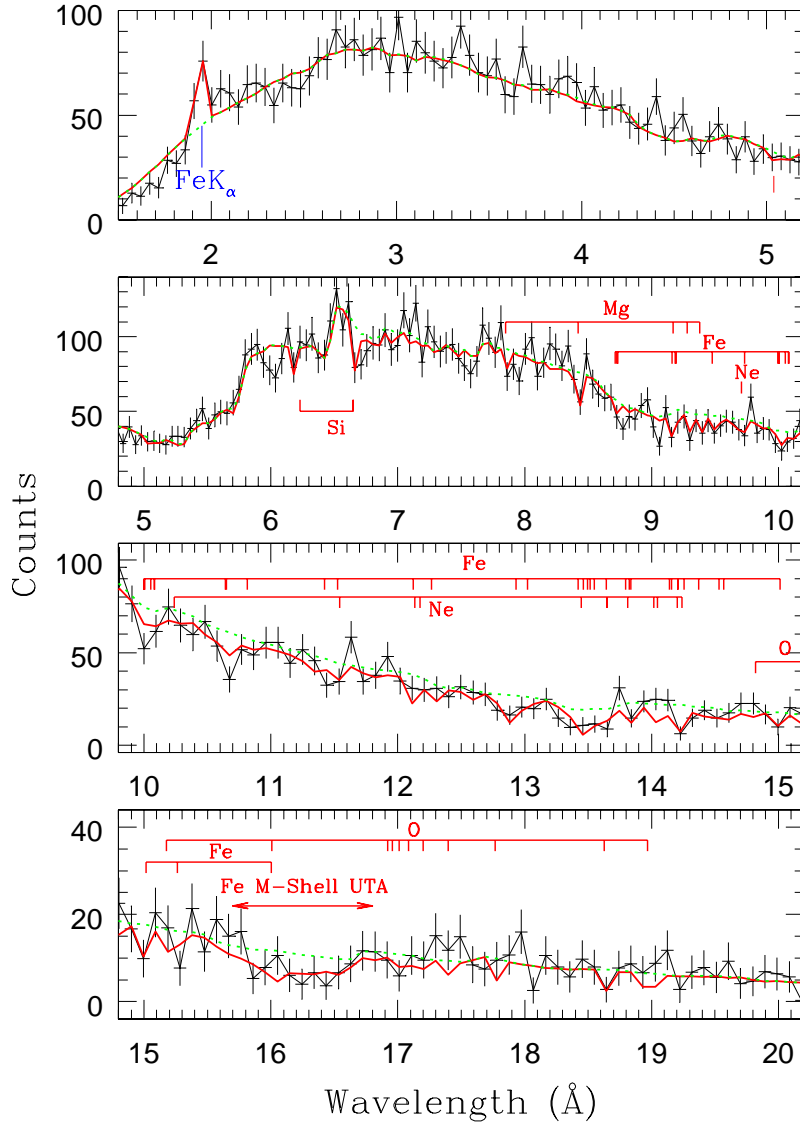 100
50
0
FeKα
2 3 4 5
100
50
0
Mg
Fe
Ne
Si
5 6 7 8 9 10
Counts
100
50
0
Fe
Ne
O
10 11 12 13 14 15
40
20
0
O
Fe
Fe M-Shell UTA
15 16 17 18 19 20
Wavelength (Å)